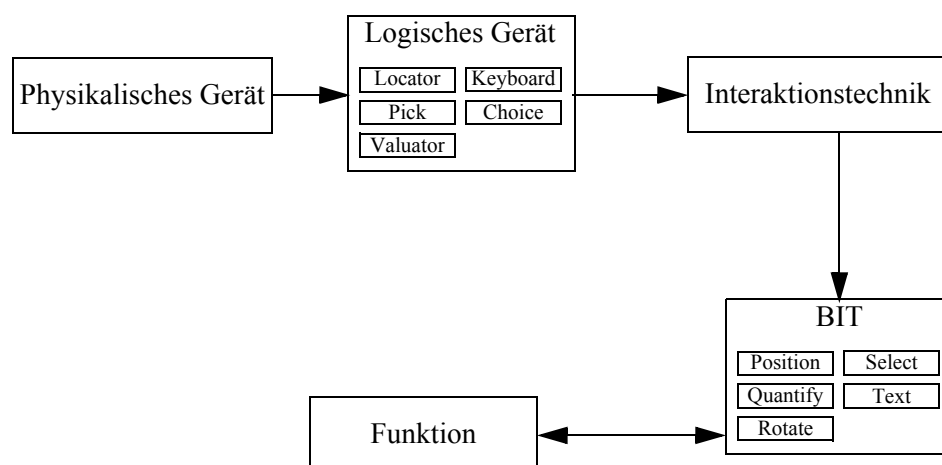 Physikalisches Gerät
Logisches Gerät
Locator Keyboard
Pick Choice
Valuator
Interaktionstechnik
BIT
Position Select
Quantify Text
Rotate
Funktion